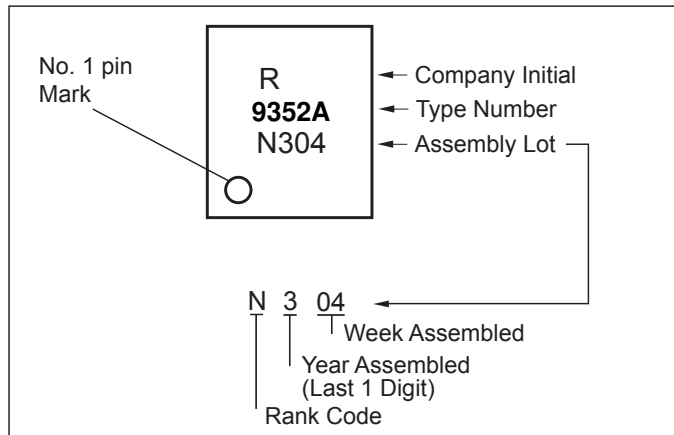 No. 1 pin
Mark
R
9352A
N304
Company Initial
Type Number
Assembly Lot
N 3 04
Week Assembled
Year Assembled
(Last 1 Digit)
Rank Code